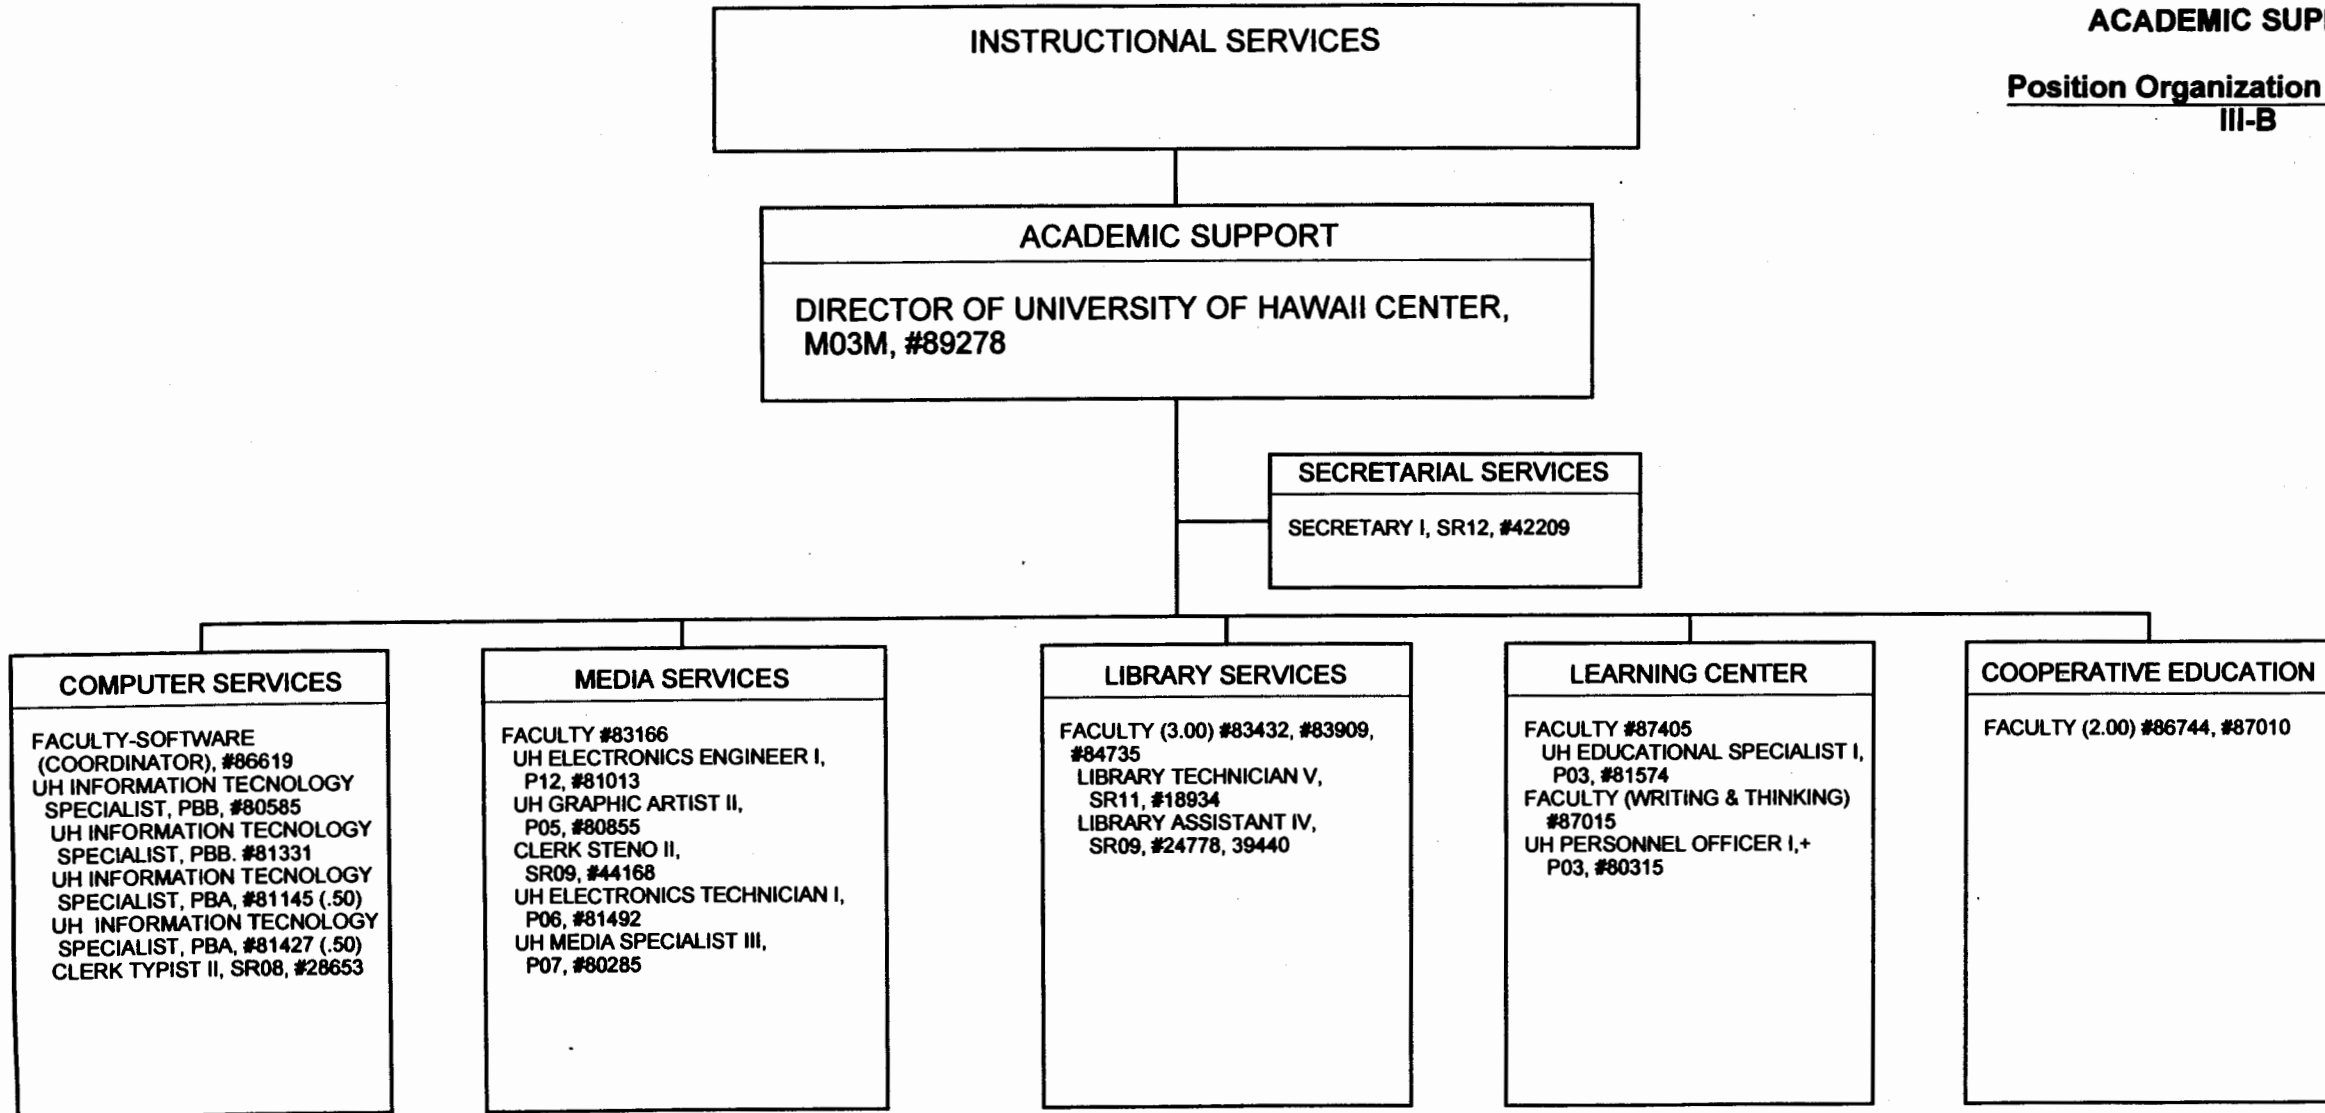 INSTRUCTIONAL SERVICES
ACADEMIC
Position Organization
III-B
ACADEMIC SUPPORT
DIRECTOR OF UNIVERSITY OF HAWAII CENTER,
M03M, #89278
SECRETARIAL SERVICES
SECRETARY I, SR12, #42209
COMPUTER SERVICES
FACULTY-SOFTWARE
(COORDINATOR), #86619
UH INFORMATION TECNOLOGY
SPECIALIST, PBB, #80585
UH INFORMATION TECNOLOGY
SPECIALIST, PBB. #81331
UH INFORMATION TECNOLOGY
SPECIALIST, PBA, #81145 (.50)
UH INFORMATION TECNOLOGY
SPECIALIST, PBA, #81427 (.50)
CLERK TYPIST II, SR08, #28653
MEDIA SERVICES
FACULTY #83166
UH ELECTRONICS ENGINEER I,
P12, #81013
UH GRAPHIC ARTIST II,
P05, #80855
CLERK STENO II,
SR09, #44168
UH ELECTRONICS TECHNICIAN I,
P06, #81492
UH MEDIA SPECIALIST III,
P07, #80285
LIBRARY SERVICES
FACULTY (3.00) #83432, #83909,
#84735
LIBRARY TECHNICIAN V,
SR11, #18934
LIBRARY ASSISTANT IV,
SR09, #24778, 39440
LEARNING CENTER
FACULTY #87405
UH EDUCATIONAL SPECIALIST I,
P03, #81574
FACULTY (WRITING & THINKING)
#87015
UH PERSONNEL OFFICER I,+
P03, #80315
COOPERATIVE EDUCATION
FACULTY (2.00) #86744, #87010